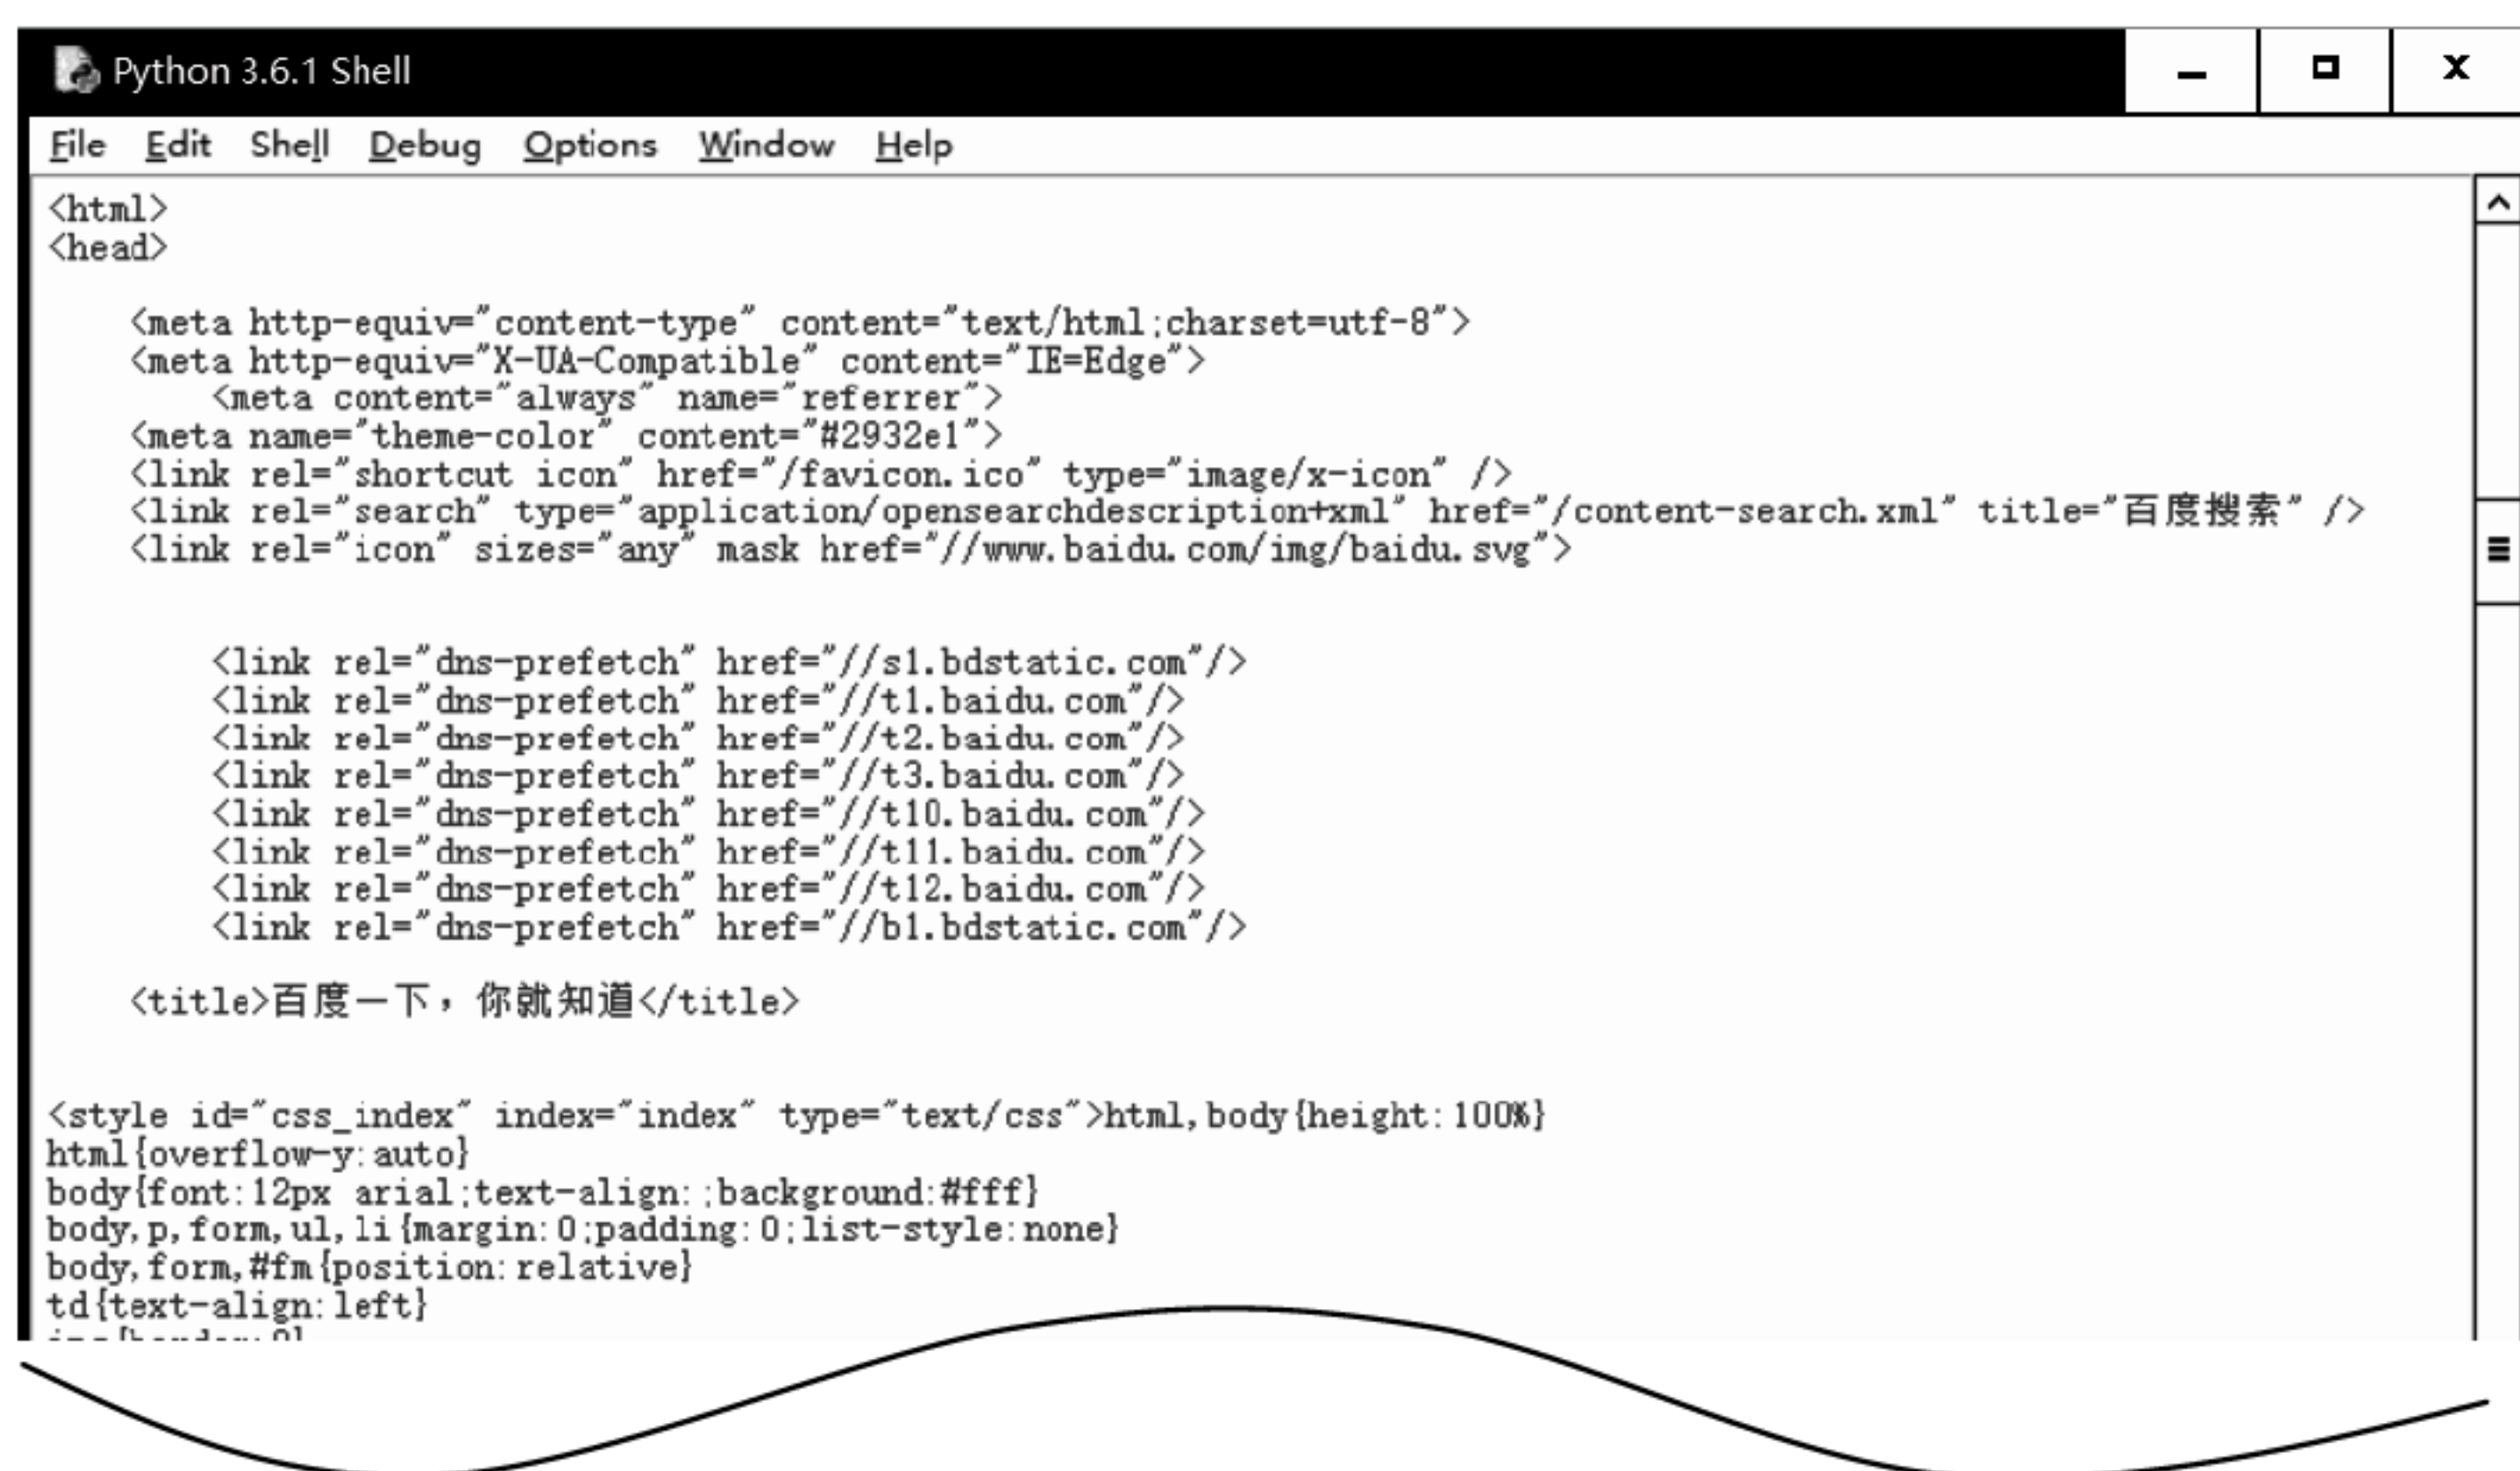 Python 3.6.1 Shell
File Edit Shell Debug Options Window Help
<html>
<head>
<meta http-equiv="content-type" content="text/html;charset=utf-8">
<meta http-equiv="X-UA-Compatible" content="IE=Edge">
<meta content="always" name="referrer">
<meta name="theme-color" content="#2932e1">
<link rel="shortcut icon" href="/favicon.ico" type="image/x-icon" />
<link rel="search" type="application/opensearchdescription+xml" href="/content-search.xml" title="百度搜索" />
<link rel="icon" sizes="any" mask href="//www.baidu.com/img/baidu.svg">
<link rel="dns-prefetch" href="//s1.bdstatic.com"/>
<link rel="dns-prefetch" href="//t1.baidu.com"/>
<link rel="dns-prefetch" href="//t2.baidu.com"/>
<link rel="dns-prefetch" href="//t3.baidu.com"/>
<link rel="dns-prefetch" href="//t10.baidu.com"/>
<link rel="dns-prefetch" href="//t11.baidu.com"/>
<link rel="dns-prefetch" href="//t12.baidu.com"/>
<link rel="dns-prefetch" href="//b1.bdstatic.com"/>
<title>百度一下，你就知道</title>
<style id="css_index" index="index" type="text/css">html,body{height:100%}
html{overflow-y:auto}
body{font:12px arial;text-align:;background:#fff}
body,p,form,ul,li{margin:0;padding:0;list-style:none}
body,form,#fm{position:relative}
td{text-align:left}